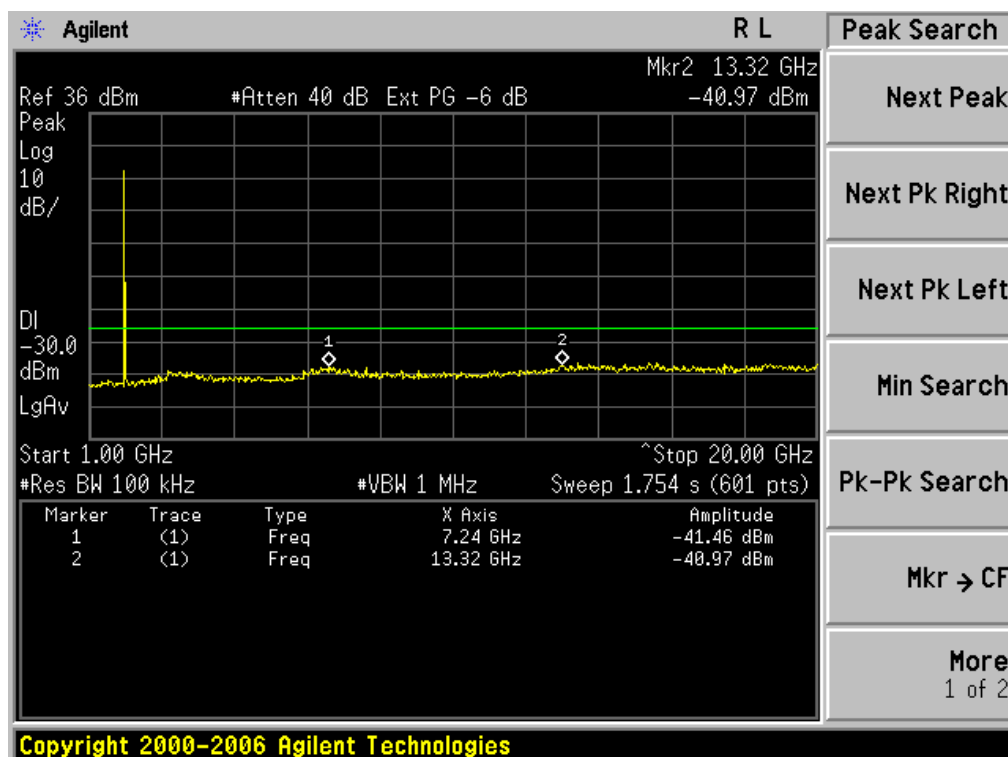 Agilent R L Peak Search
Mkr2 13.32 GHz
Ref 36 dBm #Atten 40 dB Ext PG -6 dB -40.97 dBm
Peak
Log
10
dB/
DI
-30.0
dBm
LgAv
1
2
Start 1.00 GHz ^Stop 20.00 GHz
#Res BW 100 kHz #VBW 1 MHz Sweep 1.754 s (601 pts)
Marker Trace Type X Axis Amplitude
1 (1) Freq 7.24 GHz -41.46 dBm
2 (1) Freq 13.32 GHz -40.97 dBm
Next Peak
Next Pk Right
Next Pk Left
Min Search
Pk-Pk Search
Mkr → CF
More
1 of 2
Copyright 2000-2006 Agilent Technologies